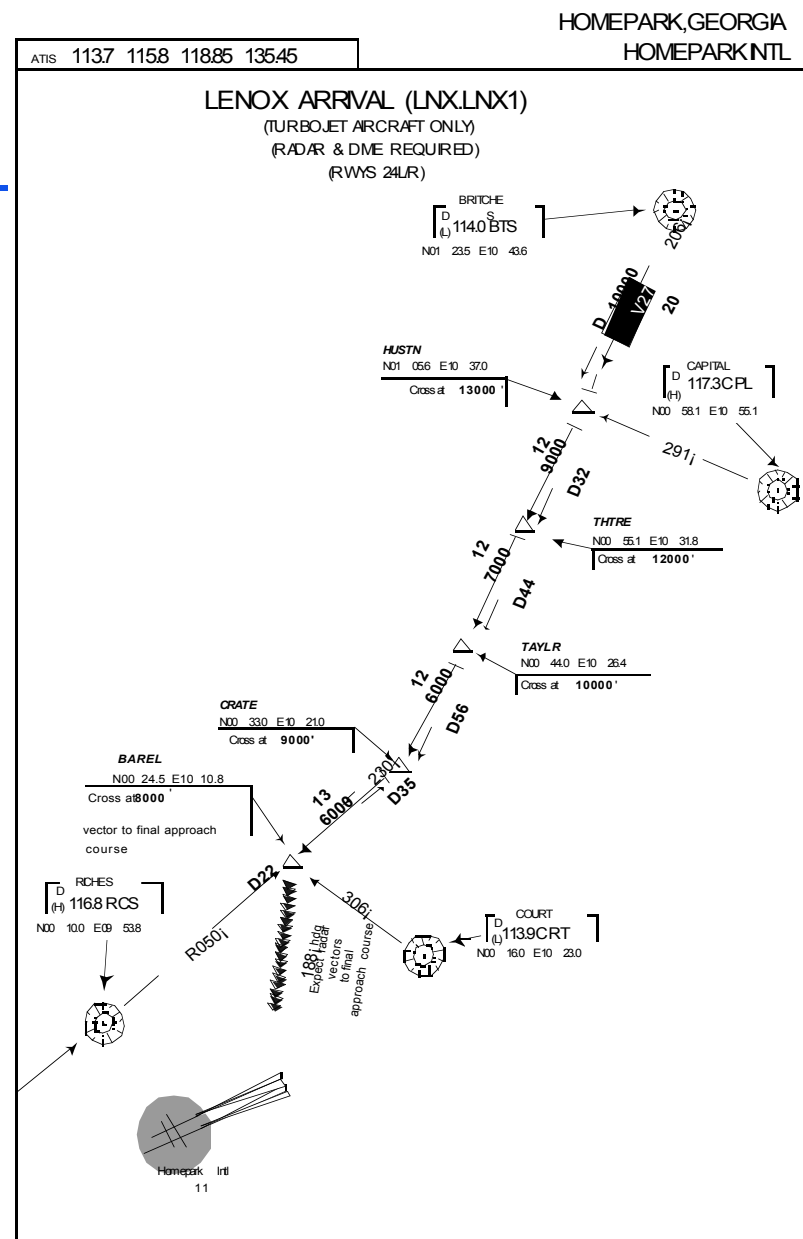 HOMEPARK,GEORGIA
HOMEPARK INTL
ATIS 113.7 115.8 118.85 135.45
LENOX ARRIVAL (LNX.LNX1)
(TURBOJET AIRCRAFT ONLY)
(RADAR & DME REQUIRED)
(RWYS 24L/R)
BRITCHE
D S
(L) 114.0 BTS
N01 23.5 E10 43.6
206¡
D 10000
V27
20
HUSTN
N01 05.6 E10 37.0
Cross at 13000 '
CAPITAL
D
(H) 117.3 CPL
N00 58.1 E10 55.1
291¡
12
9000
D32
THTRE
N00 55.1 E10 31.8
Cross at 12000 '
12
7000
D44
TAYLR
N00 44.0 E10 26.4
Cross at 10000 '
12
6000
D56
CRATE
N00 33.0 E10 21.0
Cross at 9000'
230¡
D35
BAREL
N00 24.5 E10 10.8
Cross at 8000 '
vector to final approach
course
13
6000
D22
RICHES
D
(H) 116.8 RCS
N00 10.0 E09 53.8
R050¡
306¡
COURT
D
(L) 113.9 CRT
N00 16.0 E10 23.0
188¡ hdg
Expect radar
vectors
to final
approach course
Homepark Intl
11